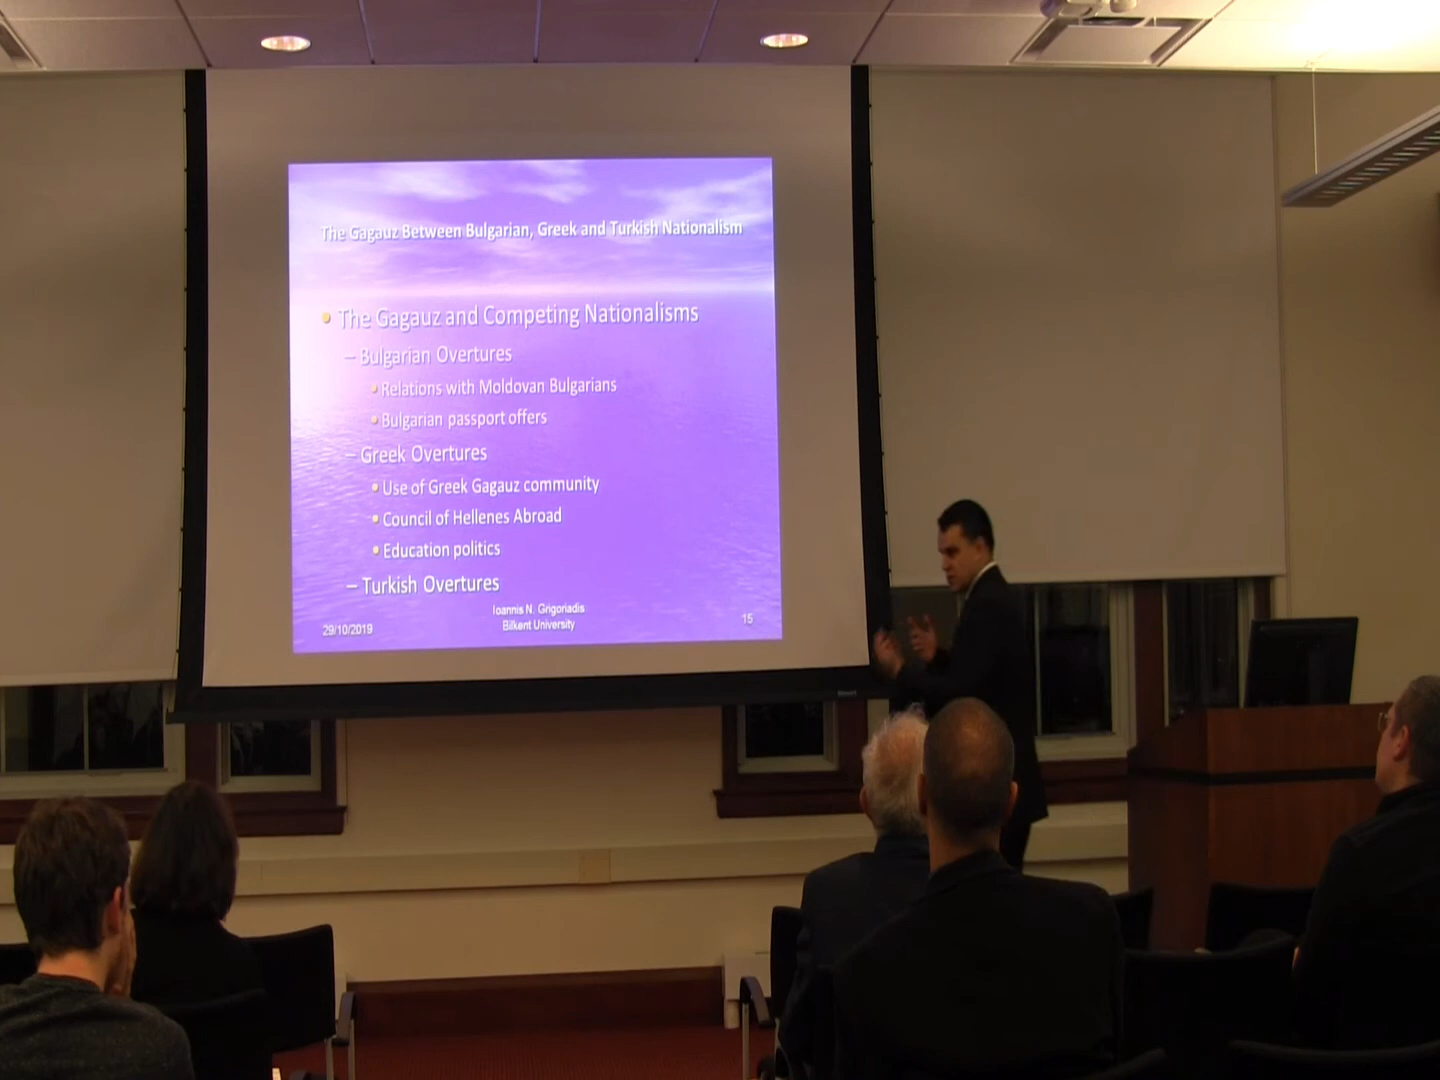 The Gagauz Between Bulgarian, Greek and Turkish Nationalism
• The Gagauz and Competing Nationalisms
– Bulgarian Overtures
• Relations with Moldovan Bulgarians
• Bulgarian passport offers
– Greek Overtures
• Use of Greek Gagauz community
• Council of Hellenes Abroad
• Education politics
– Turkish Overtures
29/10/2019
Ioannis N. Grigoriadis
Bilkent University
15